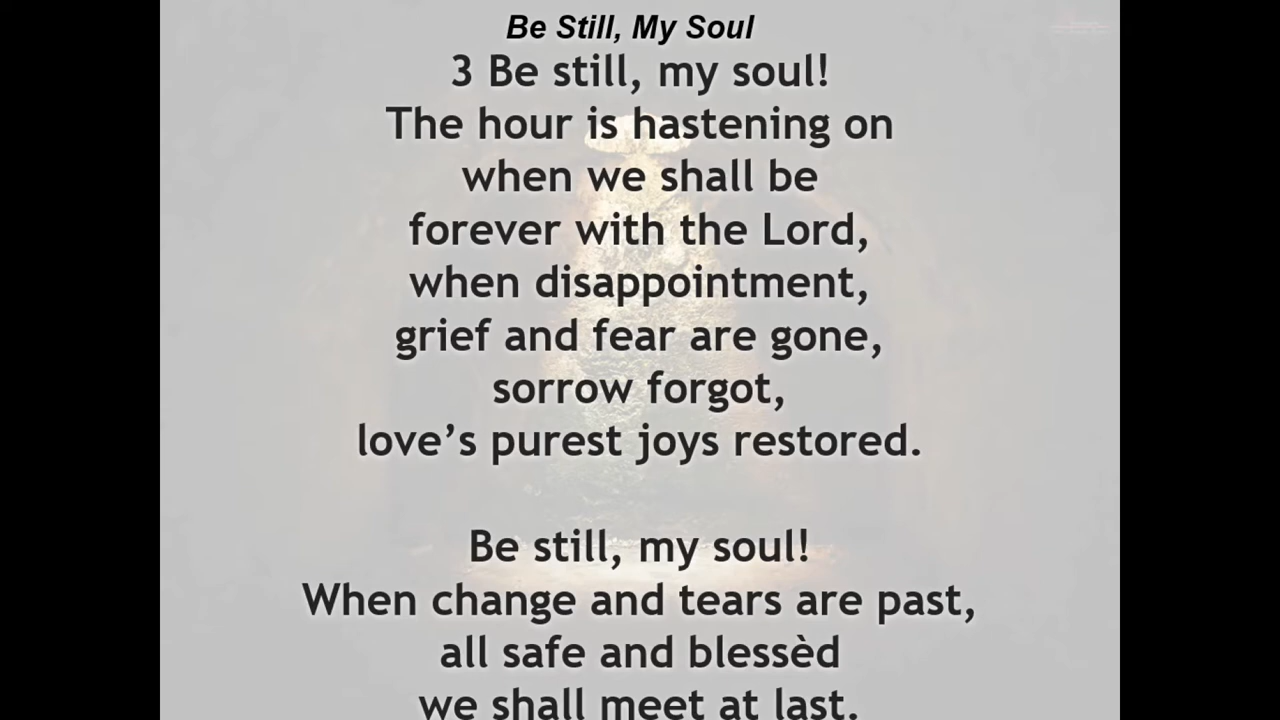 Be Still, My Soul
3 Be still, my soul!
The hour is hastening on
when we shall be
forever with the Lord,
when disappointment,
grief and fear are gone,
sorrow forgot,
love’s purest joys restored.
Be still, my soul!
When change and tears are past,
all safe and blessèd
we shall meet at last.